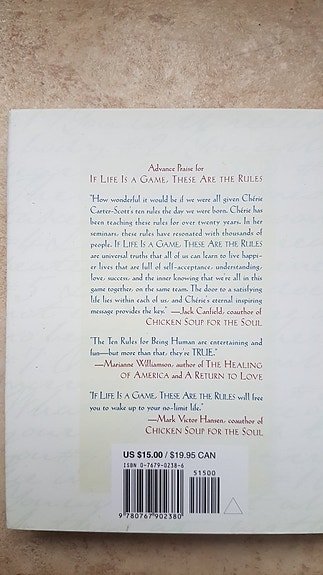 Advance Praise for
IF LIFE IS A GAME, THESE ARE THE RULES
"How wonderful it would be if we were all given Chérie
Carter-Scott's ten rules the day we were born. Chérie has
been teaching these rules for over twenty years. In her
seminars, these rules have resonated with thousands of
people. IF LIFE IS A GAME, THESE ARE THE RULES
are universal truths that all of us can learn to live happi-
er lives that are full of self-acceptance, understanding,
love, success, and the inner knowing that we're all in this
game together, on the same team. The door to a satisfying
life lies within each of us, and Chérie's eternal inspiring
message provides the key." —Jack Canfield, coauthor of
CHICKEN SOUP FOR THE SOUL
"The Ten Rules for Being Human are entertaining and
fun—but more than that, they're TRUE."
—Marianne Williamson, author of THE HEALING
OF AMERICA and A RETURN TO LOVE
"IF LIFE IS A GAME, THESE ARE THE RULES will free
you to wake up to your no-limit life."
—Mark Victor Hansen, coauthor of
CHICKEN SOUP FOR THE SOUL
US $15.00 / $19.95 CAN
ISBN 0-7679-0238-6
51500
9 780767 902380